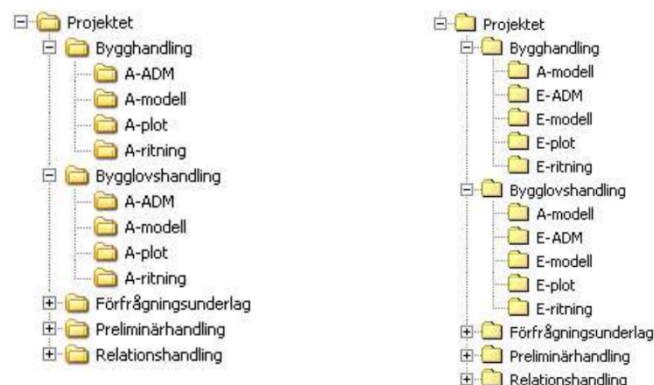 Projektet
Bygghandling
A-ADM
A-modell
A-plot
A-ritning
Bygglovshandling
A-ADM
A-modell
A-plot
A-ritning
Förfrågningsunderlag
Preliminärhandling
Relationshandling
Projektet
Bygghandling
A-modell
E-ADM
E-modell
E-plot
E-ritning
Bygglovshandling
A-modell
E-ADM
E-modell
E-plot
E-ritning
Förfrågningsunderlag
Preliminärhandling
Relationshandling